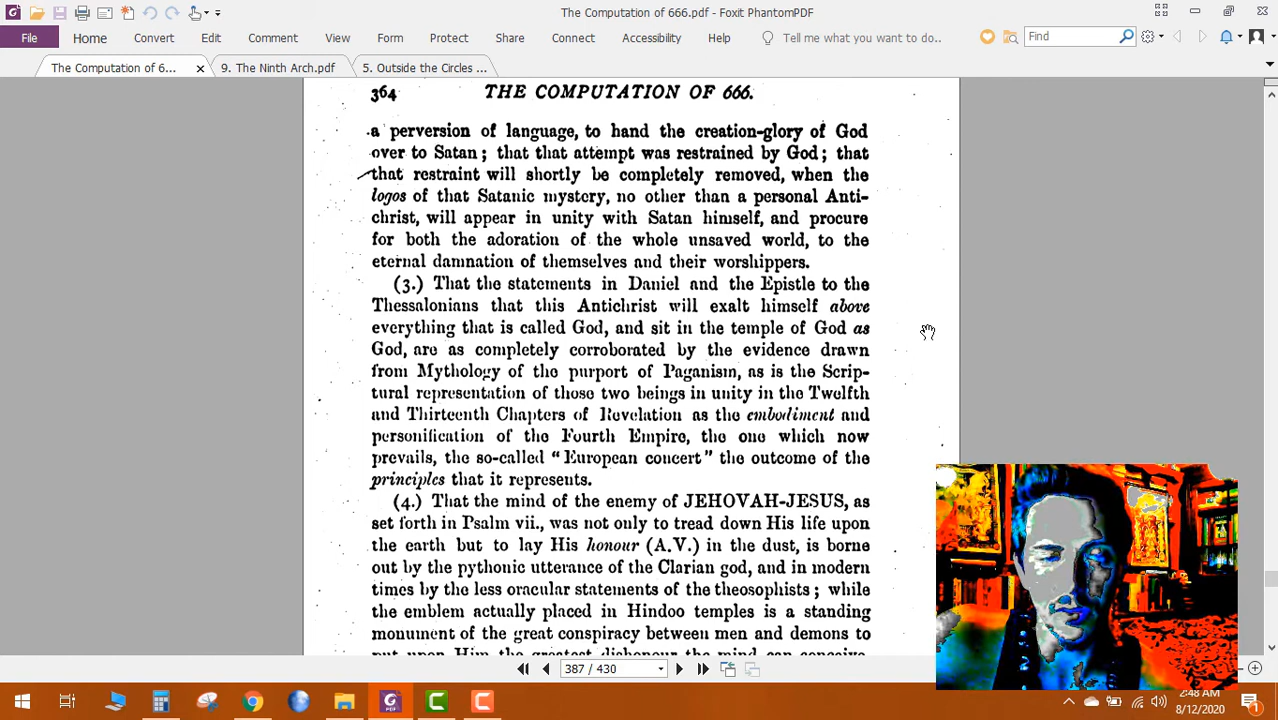 The Computation of 666.pdf - Foxit PhantomPDF
File Home Convert Edit Comment View Form Protect Share Connect Accessibility Help Tell me what you want to do.. Find
The Computation of 6... 9. The Ninth Arch.pdf 5. Outside the Circles ...
364 THE COMPUTATION OF 666.
a perversion of language, to hand the creation-glory of God
over to Satan; that that attempt was restrained by God; that
that restraint will shortly be completely removed, when the
logos of that Satanic mystery, no other than a personal Anti-
christ, will appear in unity with Satan himself, and procure
for both the adoration of the whole unsaved world, to the
eternal damnation of themselves and their worshippers.
(3.) That the statements in Daniel and the Epistle to the
Thessalonians that this Antichrist will exalt himself above
everything that is called God, and sit in the temple of God as
God, are as completely corroborated by the evidence drawn
from Mythology of the purport of Paganism, as is the Scrip-
tural representation of those two beings in unity in the Twelfth
and Thirteenth Chapters of Revelation as the embodiment and
personification of the Fourth Empire, the one which now
prevails, the so-called "European concert" the outcome of the
principles that it represents.
(4.) That the mind of the enemy of JEHOVAH-JESUS, as
set forth in Psalm vii., was not only to tread down His life upon
the earth but to lay His honour (A.V.) in the dust, is borne
out by the pythonic utterance of the Clarian god, and in modern
times by the less oracular statements of the theosophists; while
the emblem actually placed in Hindoo temples is a standing
monument of the great conspiracy between men and demons to
put upon Him the greatest dishonour the mind can conceive
387 / 430
2:48 AM
8/12/2020